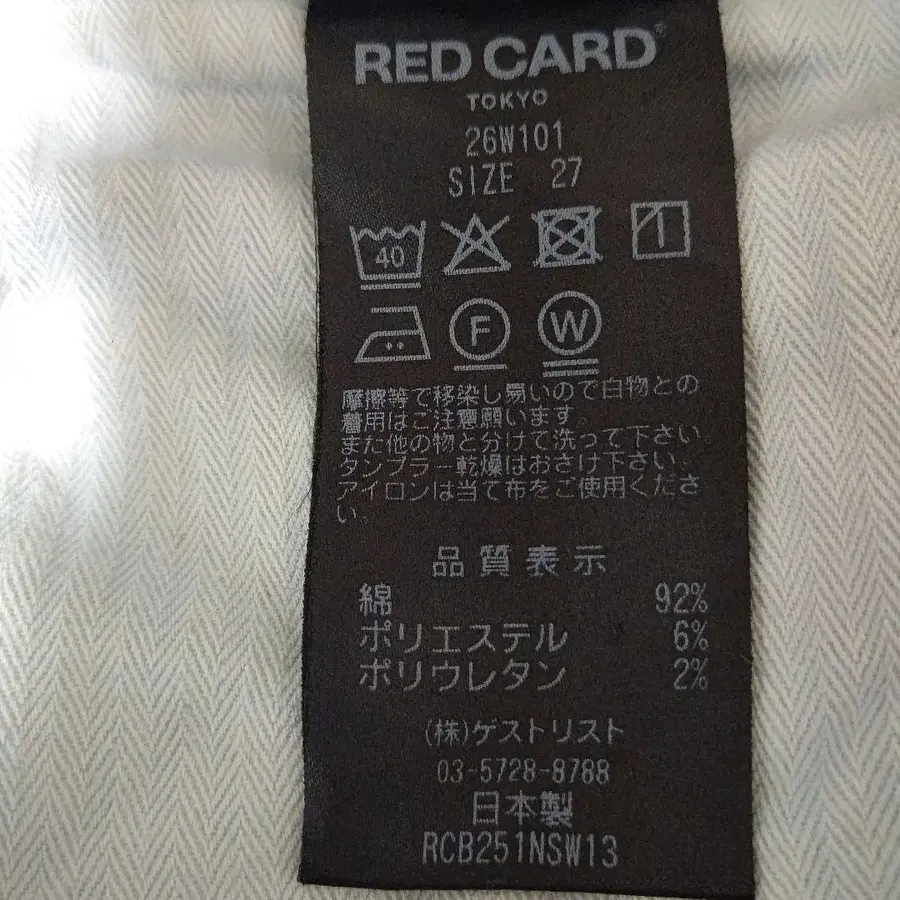 RED CARD®
TOKYO
26W101
SIZE 27
40
F W
摩擦等で移染し易いので白物との
着用はご注意願います。
また他の物と分けて洗って下さい。
タンブラー乾燥はおさけ下さい。
アイロンは当て布をご使用くださ
い。
品質表示
綿 92%
ポリエステル 6%
ポリウレタン 2%
(株)ゲストリスト
03-5728-8788
日本製
RCB251NSW13